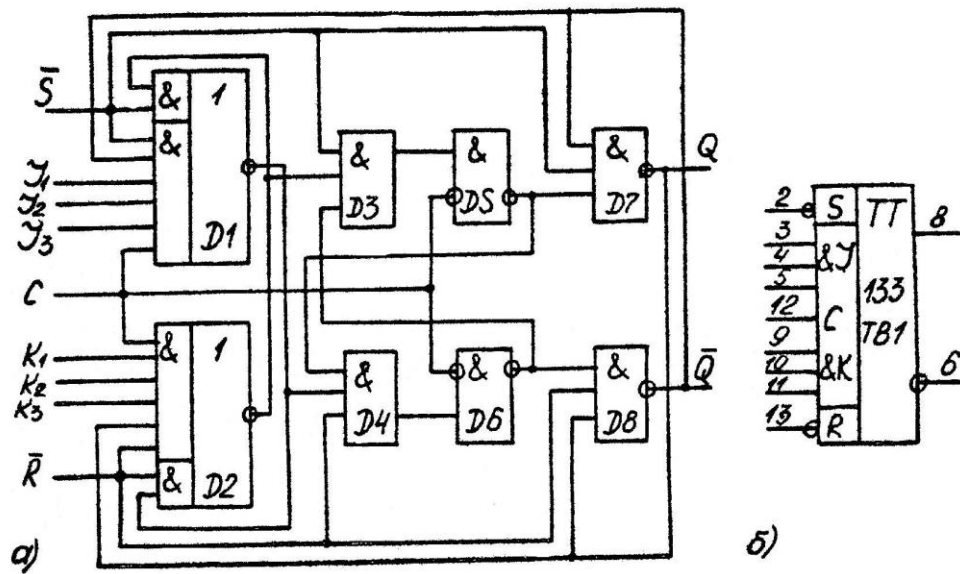 S̅
J1
J2
J3
C
K1
K2
K3
R̅
&
&
1
D1
&
1
&
D2
&
D3
&
D4
&
D5
&
D6
&
D7
&
D8
Q
Q̅
а)
2
3
4
5
12
9
10
11
13
S
&J
C
&K
R
TT
133
ТВ1
8
6
б)